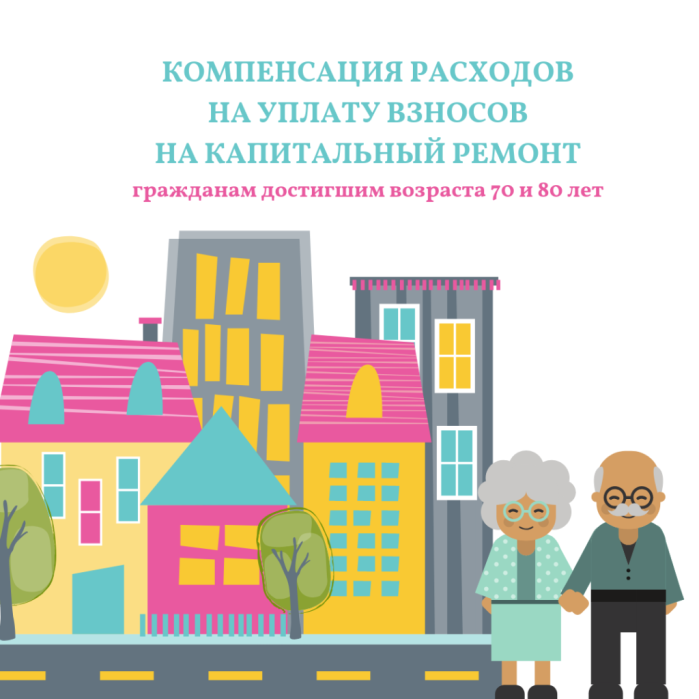 КОМПЕНСАЦИЯ РАСХОДОВ
НА УПЛАТУ ВЗНОСОВ
НА КАПИТАЛЬНЫЙ РЕМОНТ
гражданам достигшим возраста 70 и 80 лет